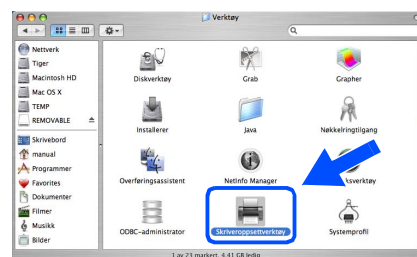 Verktøy
Nettverk
Tiger
Macintosh HD
Mac OS X
TEMP
REMOVABLE
Skrivebord
manual
Programmer
Favorites
Dokumenter
Filmer
Musikk
Bilder
Diskverktøy
Grab
Grapher
Installerer
Java
Nøkkelringtilgang
Overføringsassistent
NetInfo Manager
ksverktøy
ODBC-administrator
Skriveroppsettverktøy
Systemprofil
1 av 23 markert, 4,41 GB ledig